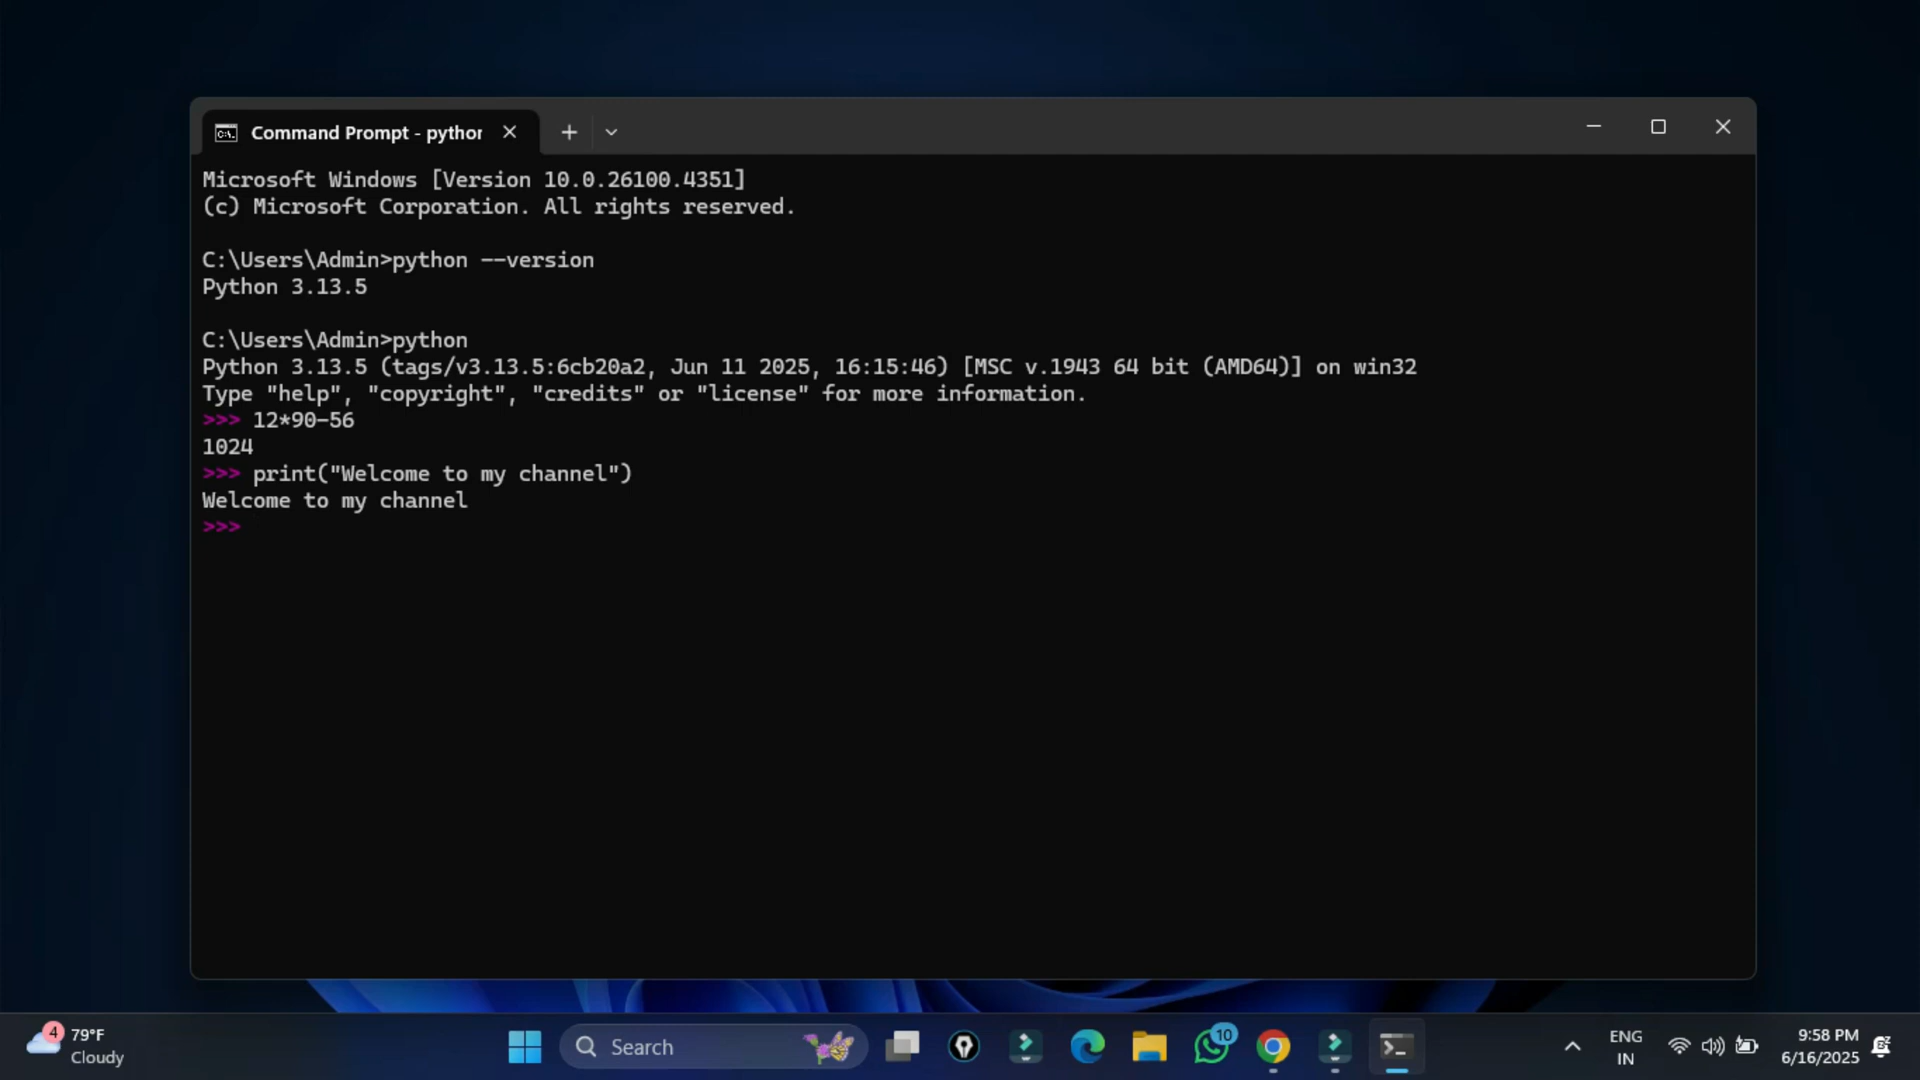 Command Prompt - pythor
Microsoft Windows [Version 10.0.26100.4351]
(c) Microsoft Corporation. All rights reserved.
C:\Users\Admin>python --version
Python 3.13.5
C:\Users\Admin>python
Python 3.13.5 (tags/v3.13.5:6cb20a2, Jun 11 2025, 16:15:46) [MSC v.1943 64 bit (AMD64)] on win32
Type "help", "copyright", "credits" or "license" for more information.
>>> 12*90-56
1024
>>> print("Welcome to my channel")
Welcome to my channel
>>>
4
79°F
Cloudy
Search
10
ENG
IN
9:58 PM
6/16/2025